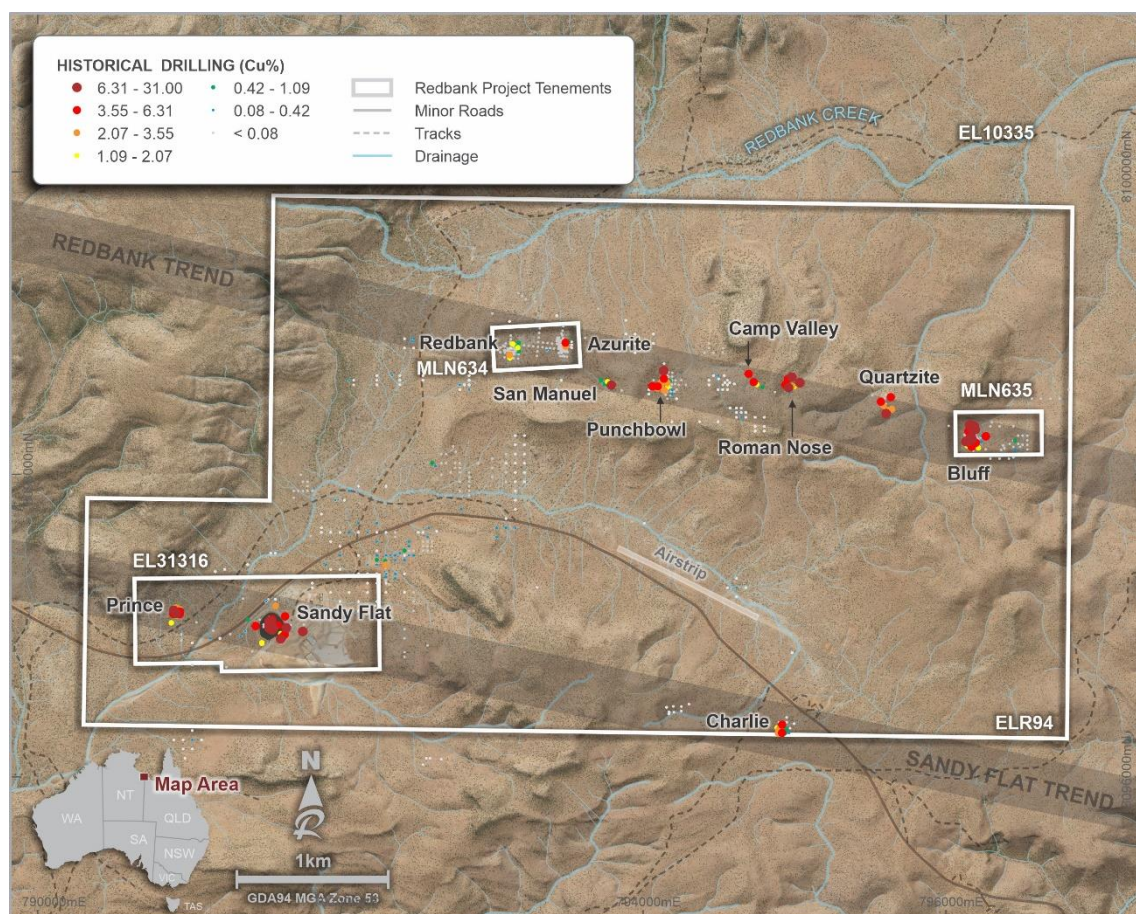 HISTORICAL DRILLING (Cu%)
6.31 - 31.00
3.55 - 6.31
2.07 - 3.55
1.09 - 2.07
0.42 - 1.09
0.08 - 0.42
< 0.08
Redbank Project Tenements
Minor Roads
Tracks
Drainage
REDBANK CREEK
EL10335
8100000mN
REDBANK TREND
Redbank
MLN634
Azurite
Camp Valley
San Manuel
Punchbowl
Roman Nose
Quartzite
MLN635
Bluff
EL31316
Prince
Sandy Flat
Airstrip
Charlie
ELR94
SANDY FLAT TREND
Map Area
WA
NT
SA
QLD
NSW
VIC
TAS
N
1km
GDA94 MGA Zone 53
790000mE
794000mE
796000mE